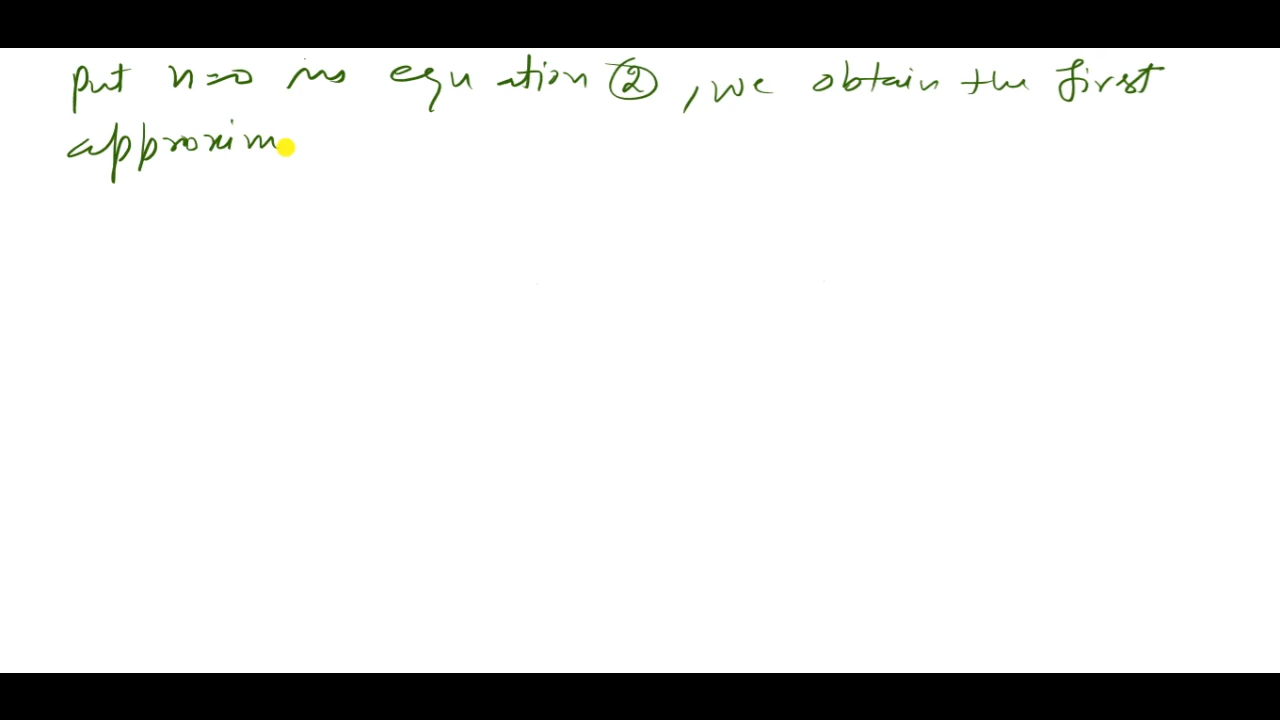 Put n=0 in equation ②, we obtain the first
approxim